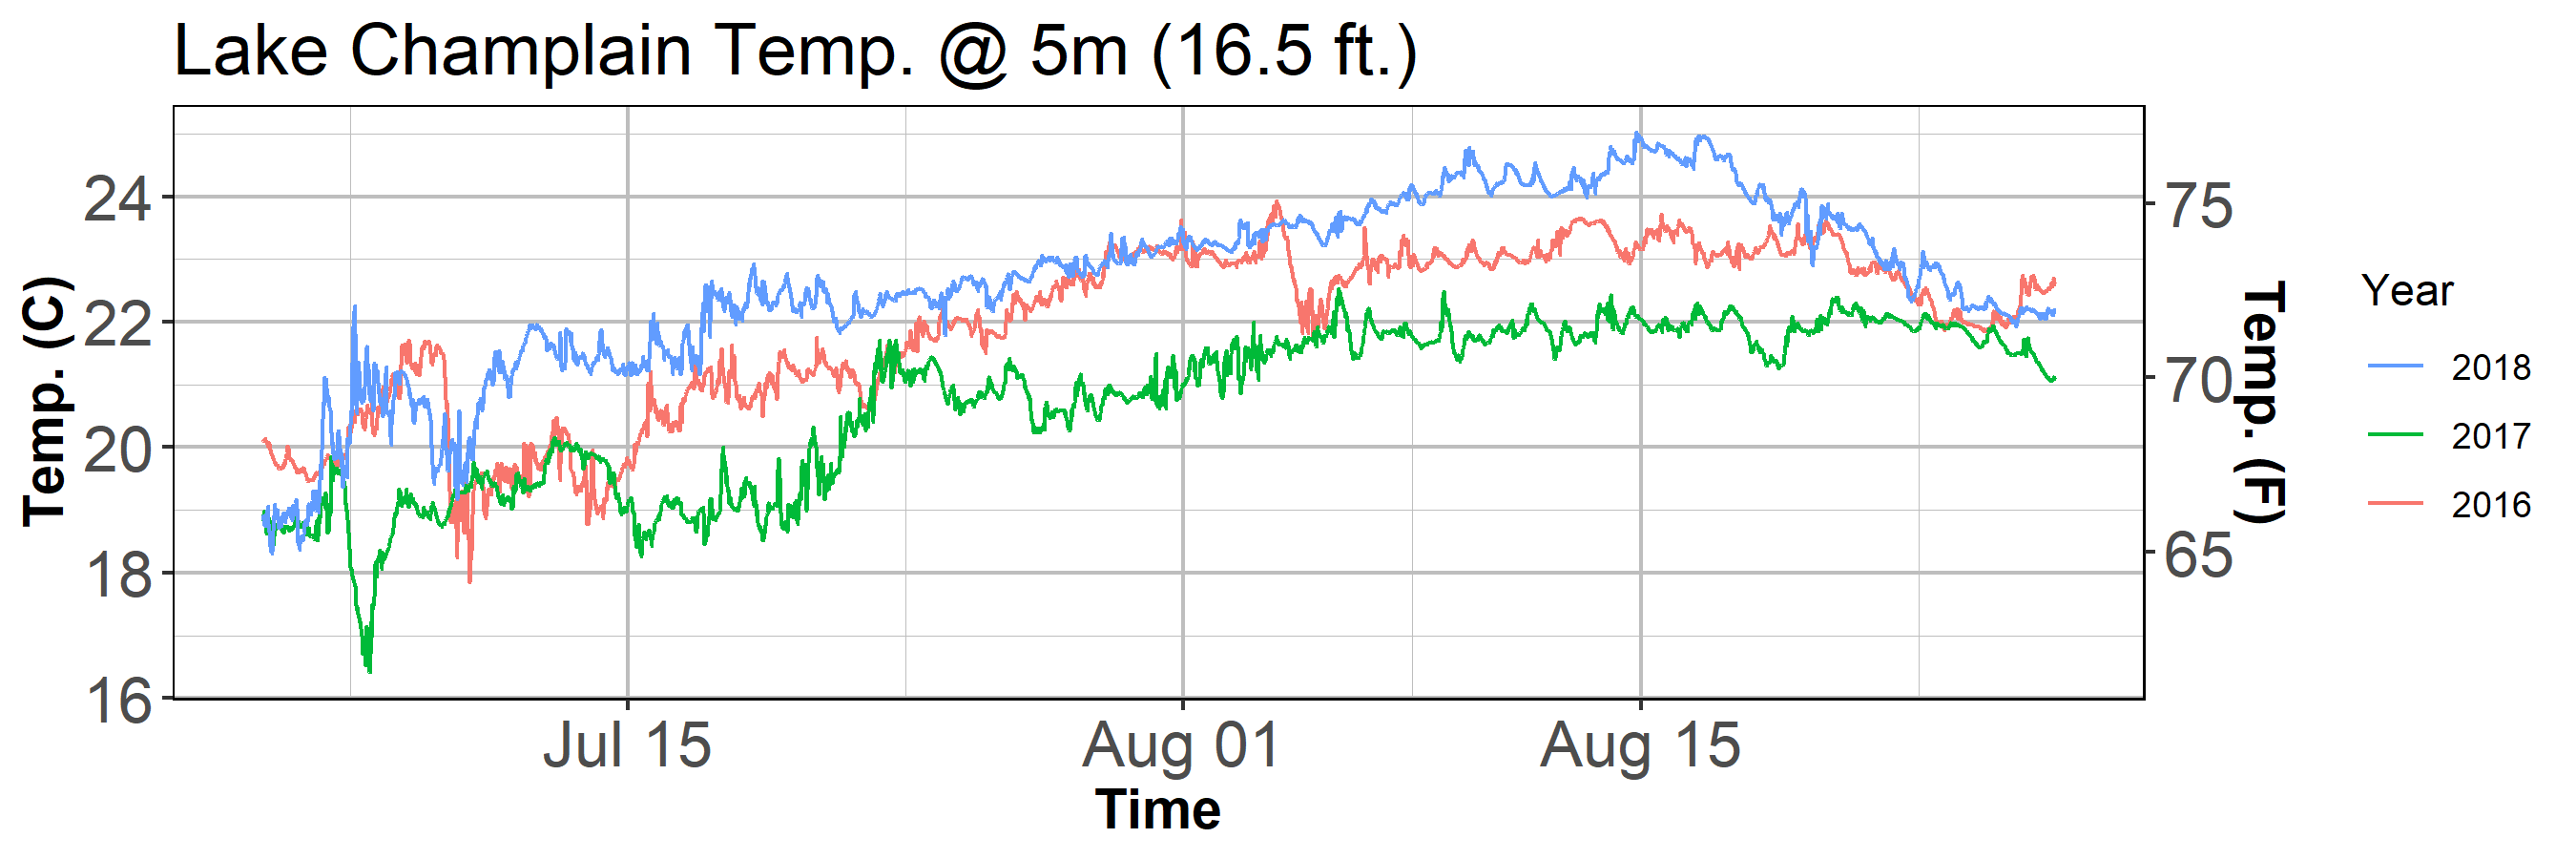 Lake Champlain Temp. @ 5m (16.5 ft.)
Temp. (C)
24
22
20
18
16
75
70
65
Temp. (F)
Jul 15
Aug 01
Aug 15
Time
Year
2018
2017
2016